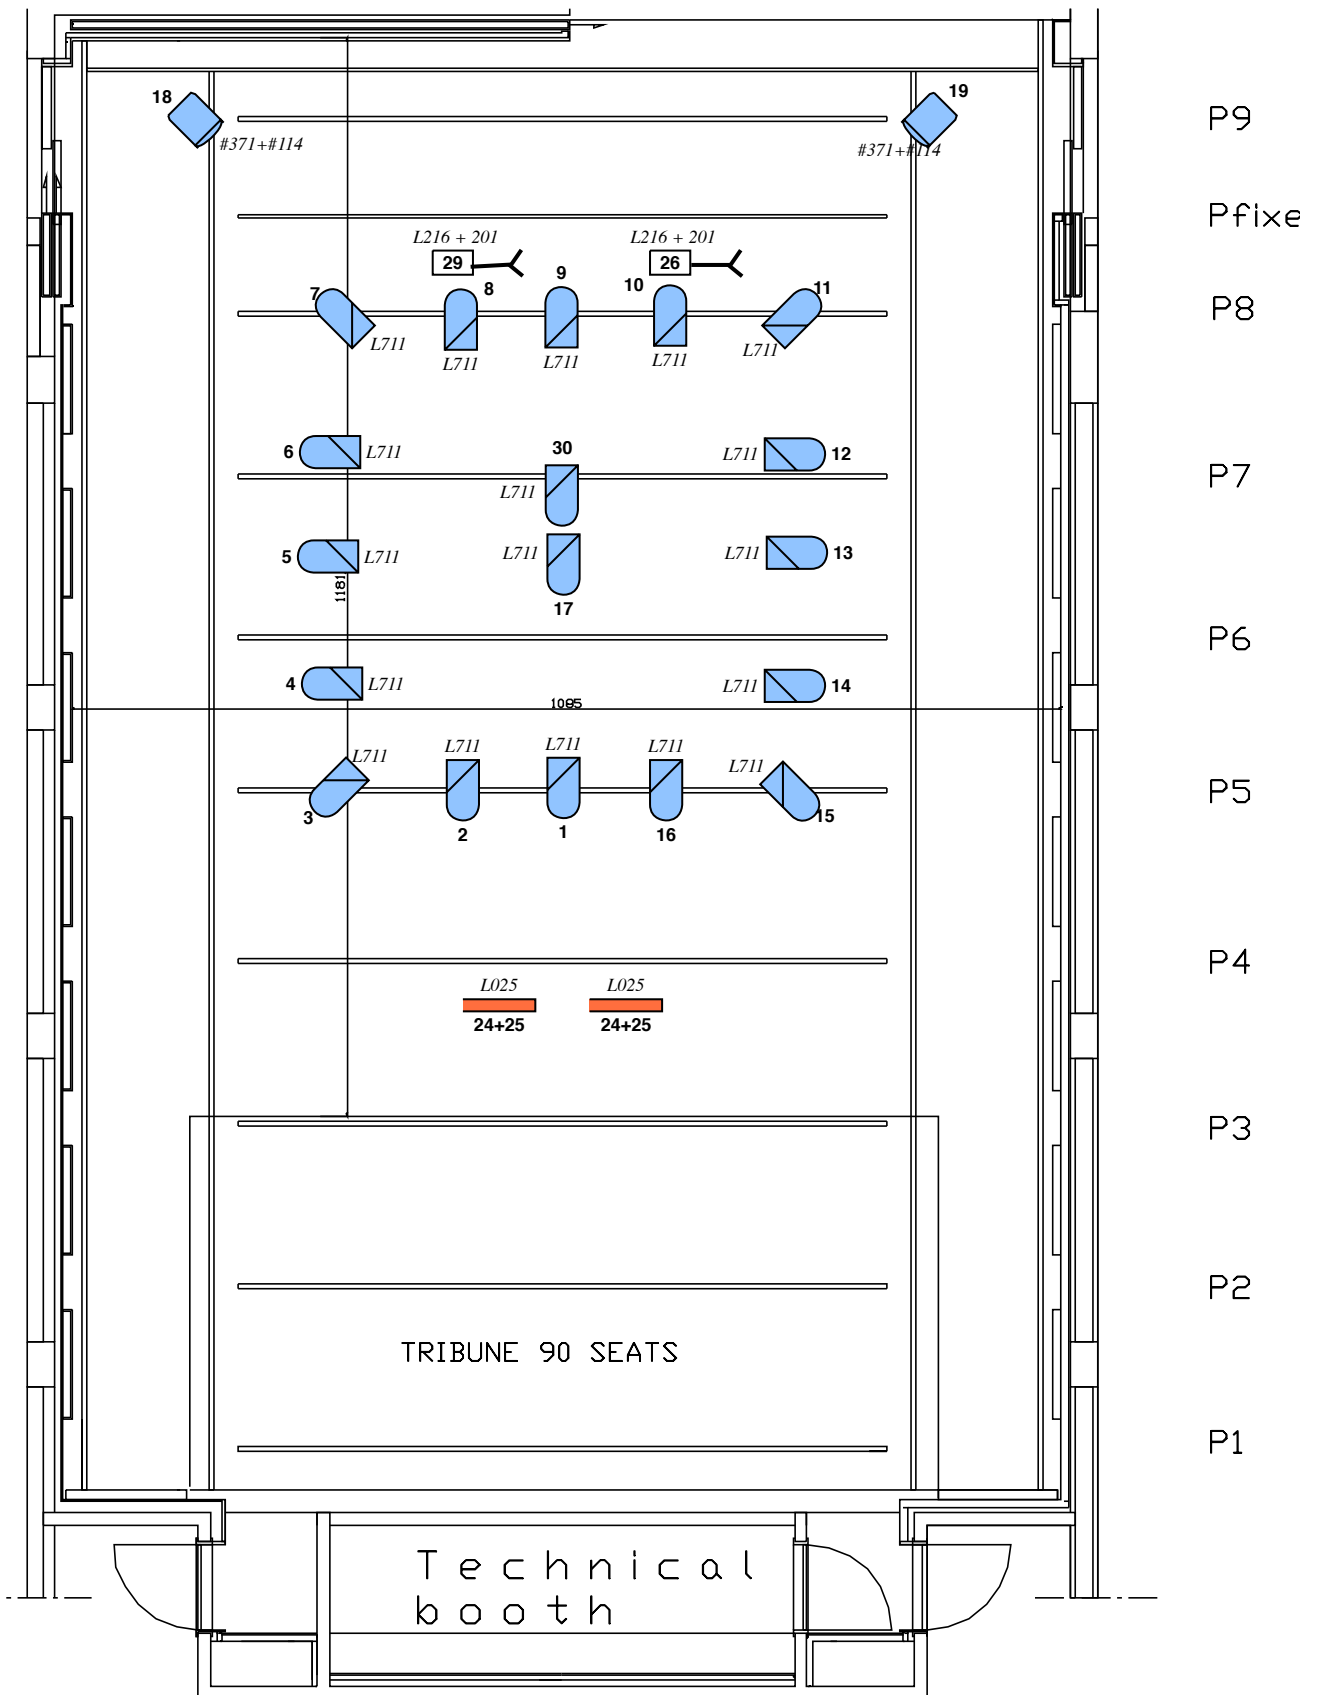 18
19
P9
#371+#114
#371+#114
Pfixe
L216 + 201
L216 + 201
29
26
9
7
8
10
11
P8
L711
L711
L711
L711
L711
6
L711
30
L711
12
P7
L711
5
L711
L711
L711
13
1181
17
P6
4
L711
L711
14
1085
L711
L711
L711
L711
L711
P5
3
2
1
16
15
P4
L025
L025
24+25
24+25
P3
P2
TRIBUNE 90 SEATS
P1
Technical
booth